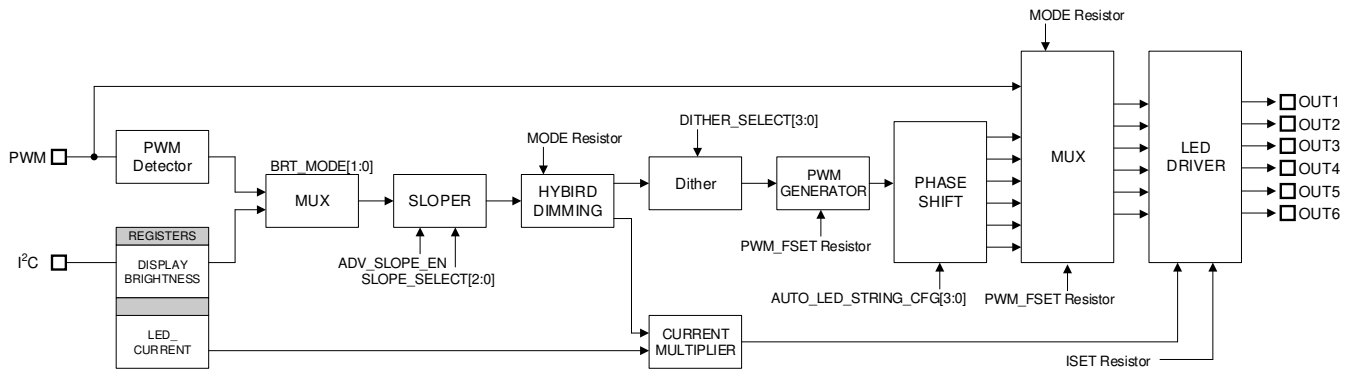 MODE Resistor
OUT1
OUT2
OUT3
OUT4
OUT5
OUT6
PWM
PWM
Detector
BRT_MODE[1:0]
MUX
SLOPER
MODE Resistor
HYBIRD
DIMMING
DITHER_SELECT[3:0]
Dither
PWM
GENERATOR
PHASE
SHIFT
MUX
LED
DRIVER
I²C
REGISTERS
DISPLAY
BRIGHTNESS
ADV_SLOPE_EN
SLOPE_SELECT[2:0]
PWM_FSET Resistor
AUTO_LED_STRING_CFG[3:0]
PWM_FSET Resistor
LED_
CURRENT
CURRENT
MULTIPLIER
ISET Resistor